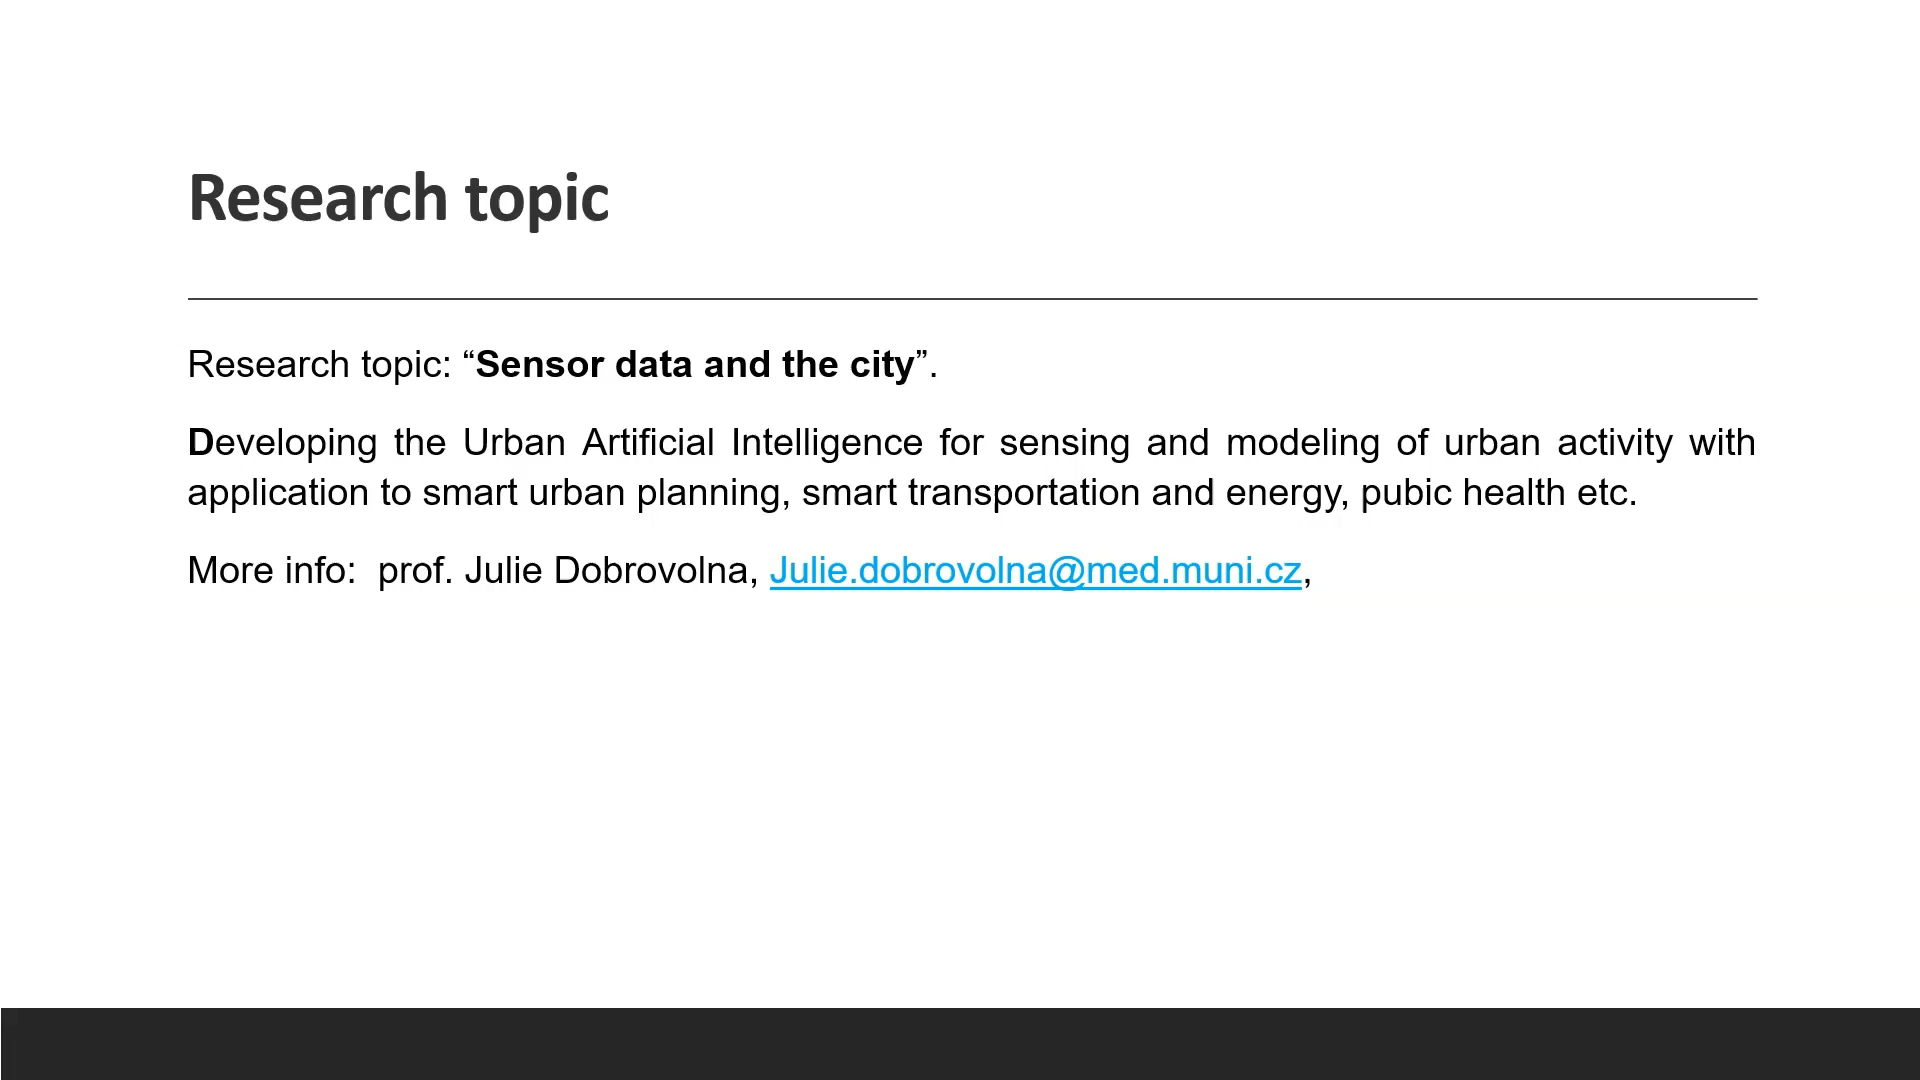 Research topic
Research topic: “Sensor data and the city”.
Developing the Urban Artificial Intelligence for sensing and modeling of urban activity with
application to smart urban planning, smart transportation and energy, pubic health etc.
More info:  prof. Julie Dobrovolna, Julie.dobrovolna@med.muni.cz,